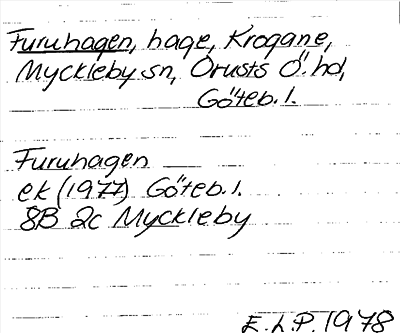 Furuhagen, hage, Krogane,
Myckleby sn, Orusts Ö. hd,
Göteb. l.
Furuhagen
ek (1977) Göteb. l.
8B 2c Myckleby
E.L.P. 1978